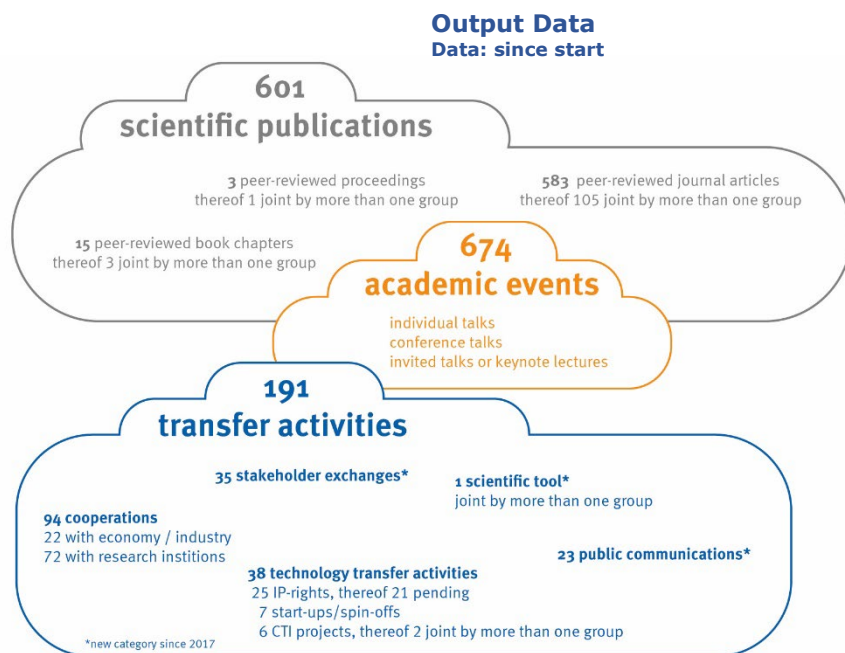 Output Data
Data: since start
601
scientific publications
3 peer-reviewed proceedings
thereof 1 joint by more than one group
583 peer-reviewed journal articles
thereof 105 joint by more than one group
15 peer-reviewed book chapters
thereof 3 joint by more than one group
674
academic events
individual talks
conference talks
invited talks or keynote lectures
191
transfer activities
35 stakeholder exchanges*
1 scientific tool*
joint by more than one group
94 cooperations
22 with economy / industry
72 with research institions
23 public communications*
38 technology transfer activities
25 IP-rights, thereof 21 pending
7 start-ups/spin-offs
6 CTI projects, thereof 2 joint by more than one group
*new category since 2017